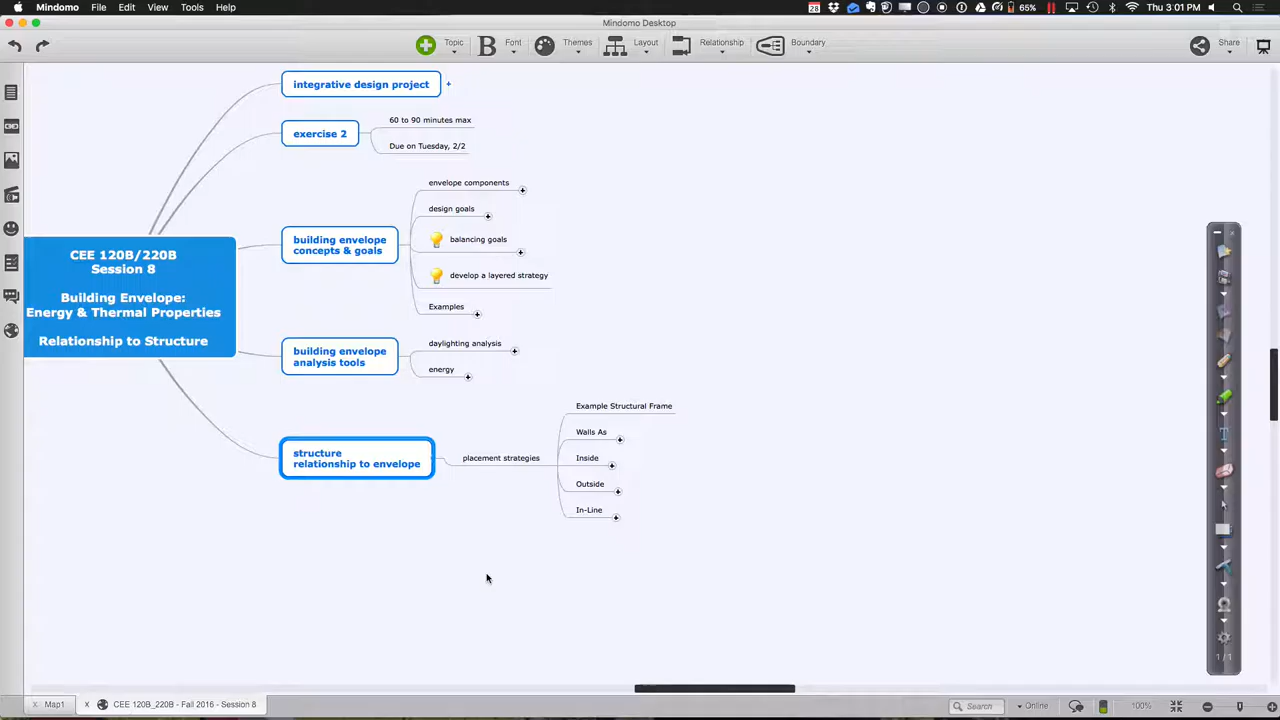 Mindomo File Edit View Tools Help
28
65%
Thu 3:01 PM
Mindomo Desktop
Topic
Font
Themes
Layout
Relationship
Boundary
Share
integrative design project
exercise 2
60 to 90 minutes max
Due on Tuesday, 2/2
envelope components
design goals
building envelope
concepts & goals
balancing goals
develop a layered strategy
Examples
CEE 120B/220B
Session 8
Building Envelope:
Energy & Thermal Properties
Relationship to Structure
building envelope
analysis tools
daylighting analysis
energy
structure
relationship to envelope
placement strategies
Example Structural Frame
Walls As
Inside
Outside
In-Line
1 / 1
Map1
CEE 120B_220B - Fall 2016 - Session 8
Search
Online
100%